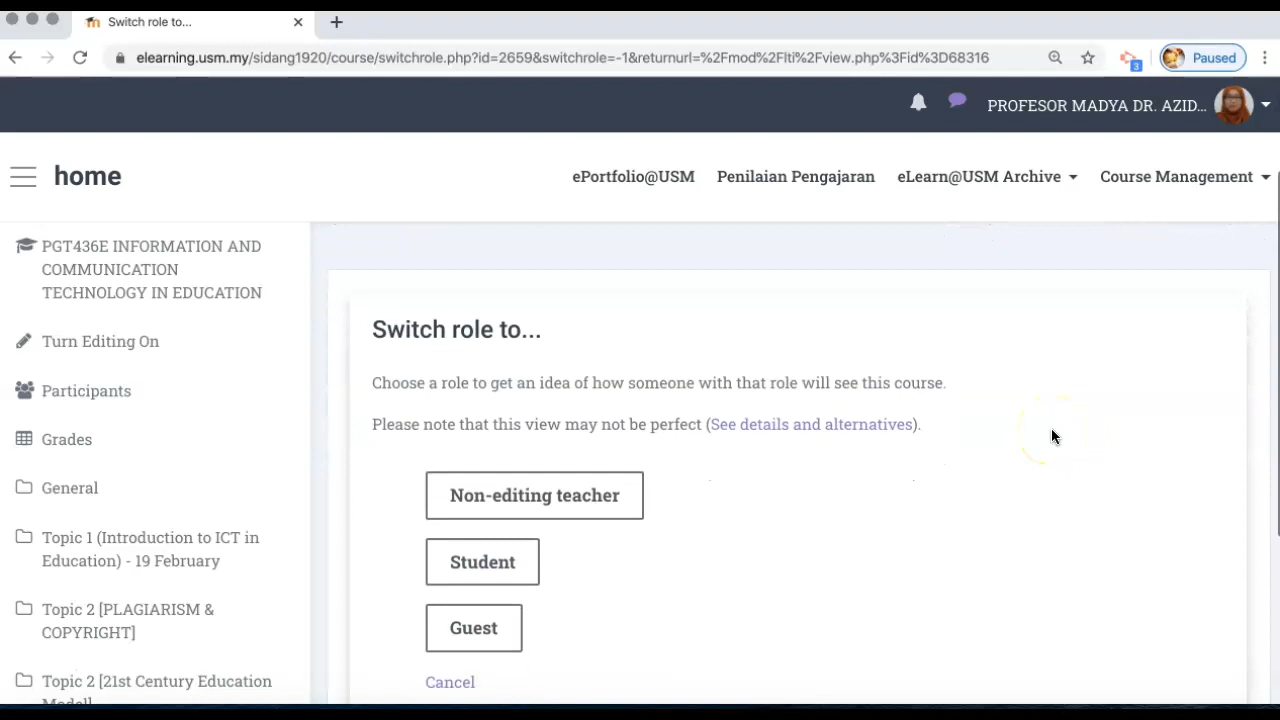 Switch role to...
elearning.usm.my/sidang1920/course/switchrole.php?id=2659&switchrole=-1&returnurl=%2Fmod%2Flti%2Fview.php%3Fid%3D68316
3
Paused
PROFESOR MADYA DR. AZID...
home
ePortfolio@USM
Penilaian Pengajaran
eLearn@USM Archive
Course Management
PGT436E INFORMATION AND
COMMUNICATION
TECHNOLOGY IN EDUCATION
Turn Editing On
Participants
Grades
General
Topic 1 (Introduction to ICT in
Education) - 19 February
Topic 2 [PLAGIARISM &
COPYRIGHT]
Topic 2 [21st Century Education
Model]
Switch role to...
Choose a role to get an idea of how someone with that role will see this course.
Please note that this view may not be perfect (See details and alternatives).
Non-editing teacher
Student
Guest
Cancel